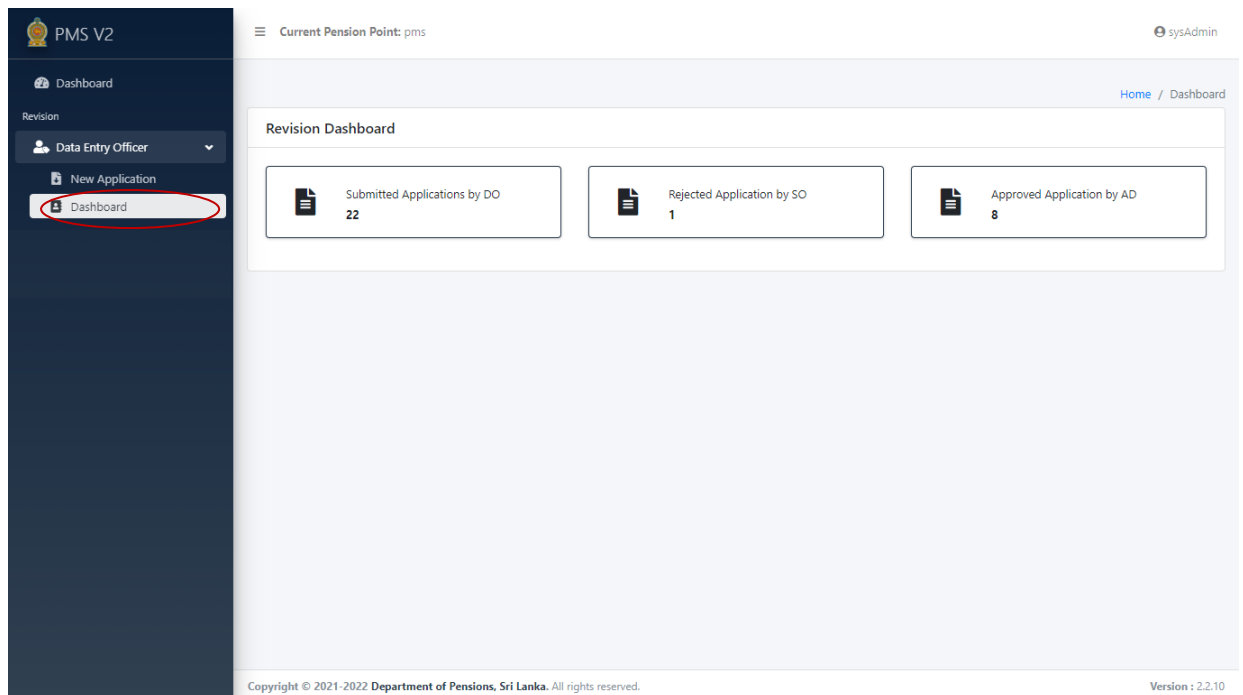 PMS V2
Current Pension Point: pms
sysAdmin
Dashboard
Revision
Data Entry Officer
New Application
Dashboard
Home / Dashboard
Revision Dashboard
Submitted Applications by DO
22
Rejected Application by SO
1
Approved Application by AD
8
Copyright © 2021-2022 Department of Pensions, Sri Lanka. All rights reserved.
Version : 2.2.10